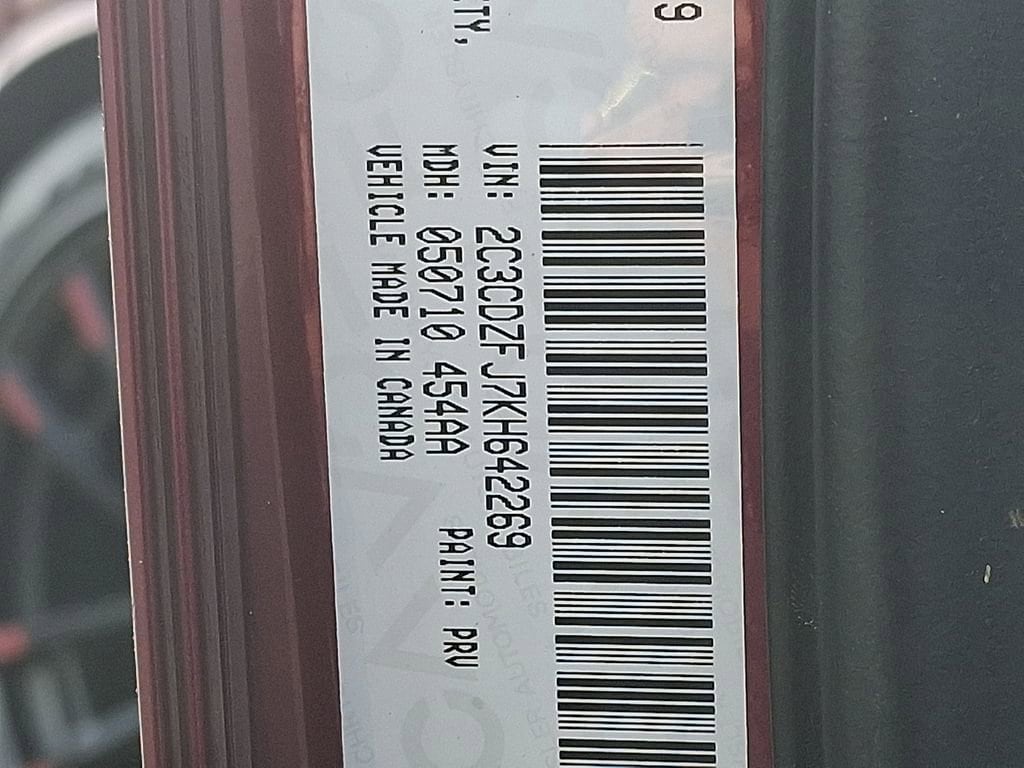 9
VIN: 2C3CDZFJ7KH642269
TY,
MDH: 050710 454AA PAINT: PRV
VEHICLE MADE IN CANADA